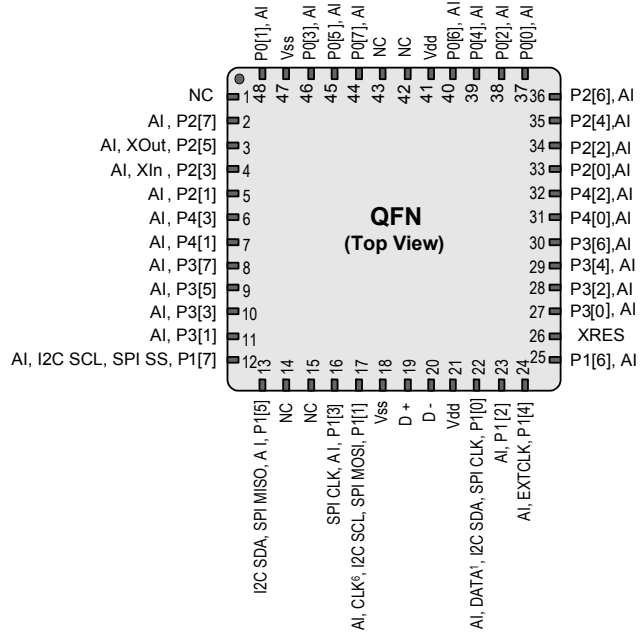 P0[1], AI
Vss
P0[3], AI
P0[5], AI
P0[7], AI
NC
NC
Vdd
P0[6], AI
P0[4], AI
P0[2], AI
P0[0], AI
48
47
46
45
44
43
42
41
40
39
38
37
NC 1
AI , P2[7] 2
AI, XOut, P2[5] 3
AI, XIn , P2[3] 4
AI , P2[1] 5
AI, P4[3] 6
AI, P4[1] 7
AI, P3[7] 8
AI, P3[5] 9
AI, P3[3] 10
AI, P3[1] 11
AI, I2C SCL, SPI SS, P1[7] 12
QFN
(Top View)
36 P2[6], AI
35 P2[4],AI
34 P2[2],AI
33 P2[0],AI
32 P4[2],AI
31 P4[0],AI
30 P3[6],AI
29 P3[4], AI
28 P3[2],AI
27 P3[0], AI
26 XRES
25 P1[6], AI
13
14
15
16
17
18
19
20
21
22
23
24
I2C SDA, SPI MISO, A I, P1[5]
NC
NC
SPI CLK, A I, P1[3]
AI, CLK⁶, I2C SCL, SPI MOSI, P1[1]
Vss
D +
D -
Vdd
AI, DATA¹, I2C SDA, SPI CLK, P1[0]
AI, P1[2]
AI, EXTCLK, P1[4]